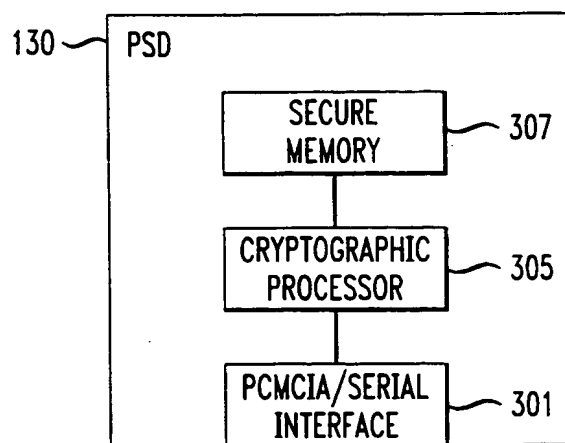 130
PSD
SECURE
MEMORY
307
CRYPTOGRAPHIC
PROCESSOR
305
PCMCIA/SERIAL
INTERFACE
301